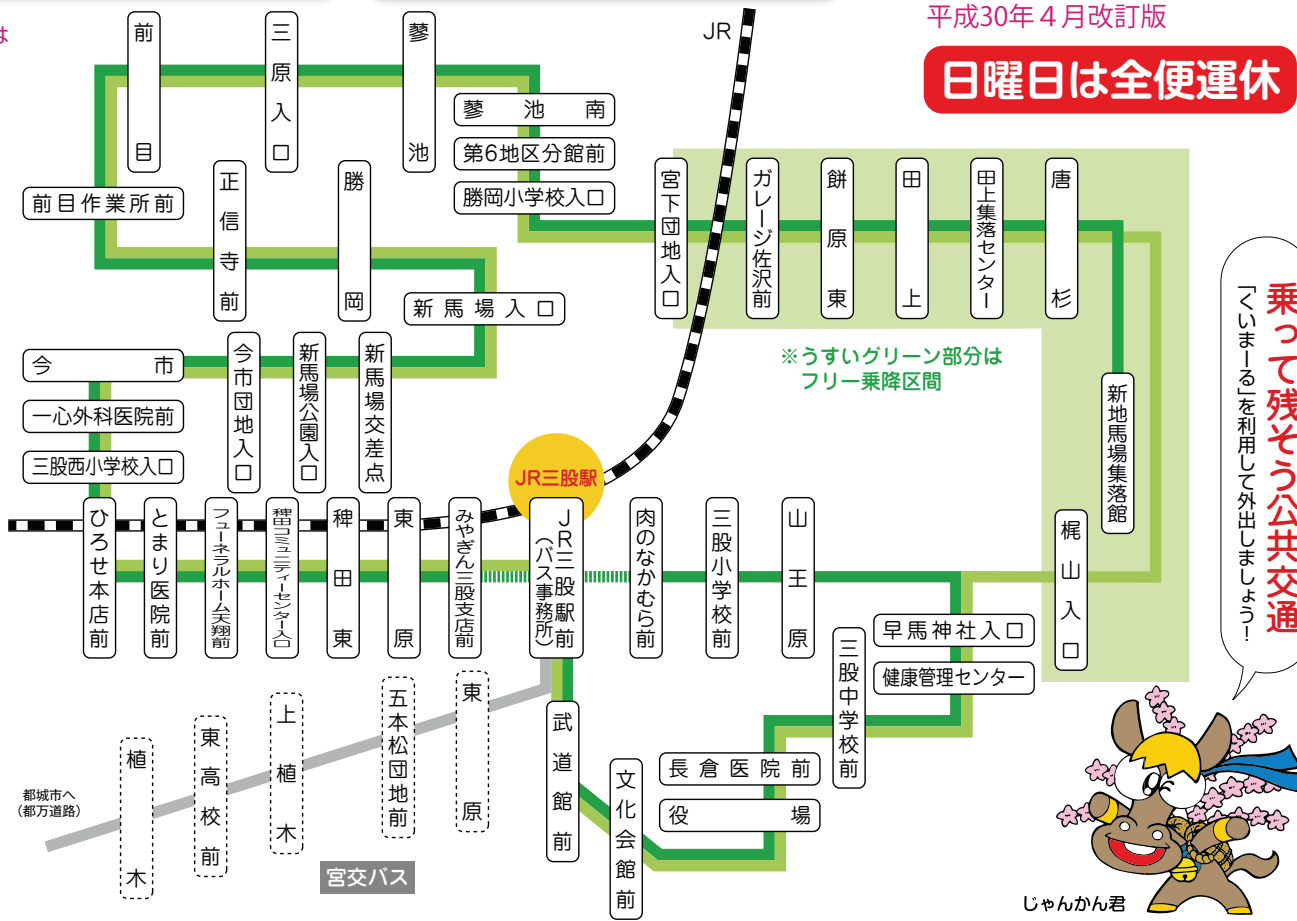 は
平成30年４月改訂版
日曜日は全便運休
JR
前目
三原入口
蓼池
蓼池南
第6地区分館前
勝岡小学校入口
前目作業所前
正信寺前
勝岡
新馬場入口
宮下団地入口
ガレージ佐沢前
餅原東
田上
田上集落センター
唐杉
※うすいグリーン部分は
フリー乗降区間
新地馬場集落館
今市
一心外科医院前
三股西小学校入口
今市団地入口
新馬場公園入口
新馬場交差点
JR三股駅
ひろせ本店前
とまり医院前
フューネラルホーム天翔前
稗田コミュニティーセンター入口
稗田東
東原
みやぎん三股支店前
ＪＲ三股駅前
（バス事務所）
肉のなかむら前
三股小学校前
山王原
梶山入口
早馬神社入口
健康管理センター
三股中学校前
長倉医院前
役場
武道館前
文化会館前
東原
五本松団地前
上植木
東高校前
植木
都城市へ
（都万道路）
宮交バス
乗って残そう公共交通
「くいまーる」を利用して外出しましょう！
じゃんかん君